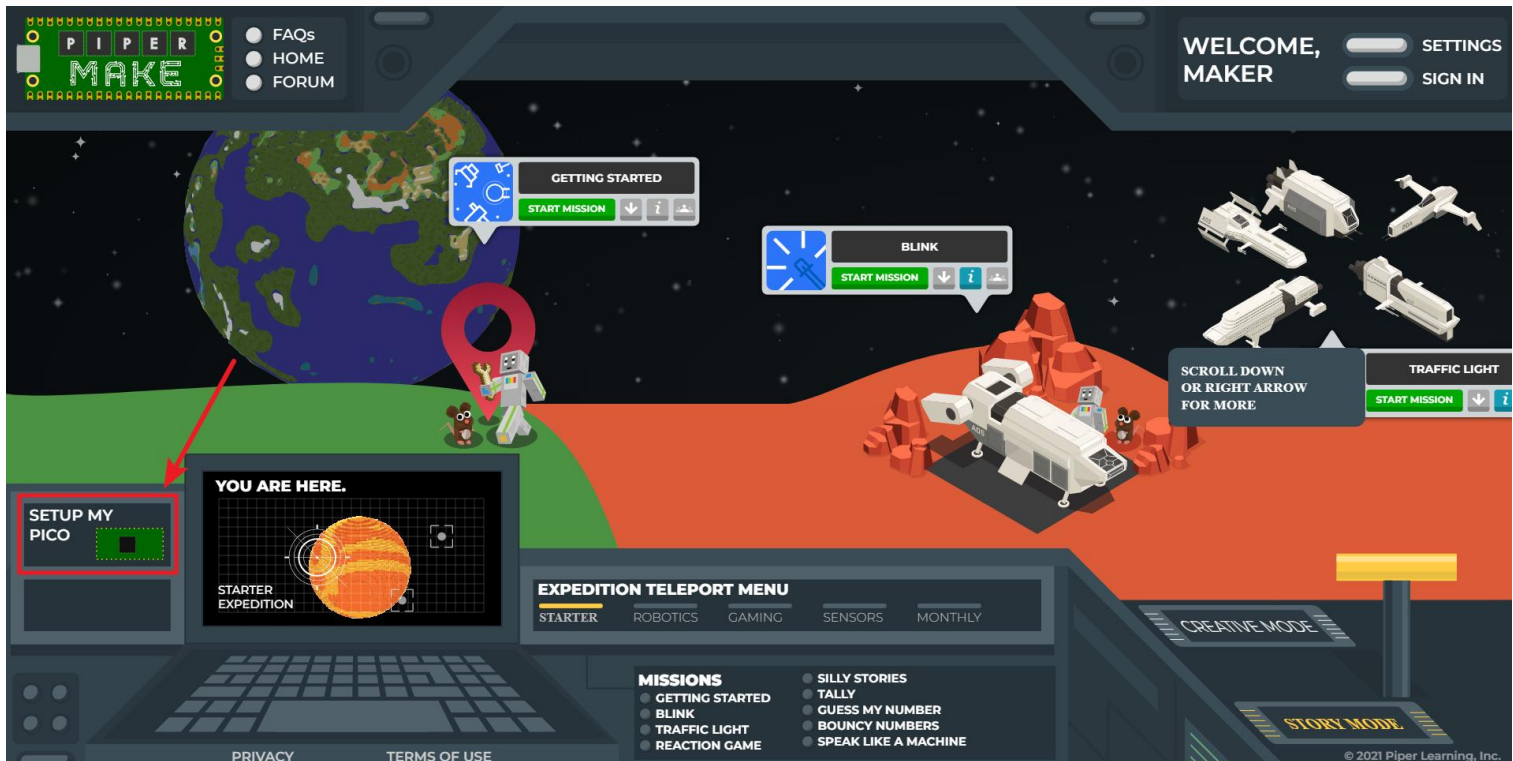 PIPER
MAKE
FAQs
HOME
FORUM
WELCOME,
MAKER
SETTINGS
SIGN IN
GETTING STARTED
START MISSION
i
BLINK
START MISSION
i
SCROLL DOWN
OR RIGHT ARROW
FOR MORE
TRAFFIC LIGHT
START MISSION
i
ADS
SETUP MY
PICO
YOU ARE HERE.
STARTER
EXPEDITION
EXPEDITION TELEPORT MENU
STARTER ROBOTICS GAMING SENSORS MONTHLY
CREATIVE MODE
MISSIONS
GETTING STARTED
BLINK
TRAFFIC LIGHT
REACTION GAME
SILLY STORIES
TALLY
GUESS MY NUMBER
BOUNCY NUMBERS
SPEAK LIKE A MACHINE
STORY MODE
PRIVACY TERMS OF USE
© 2021 Piper Learning, Inc.